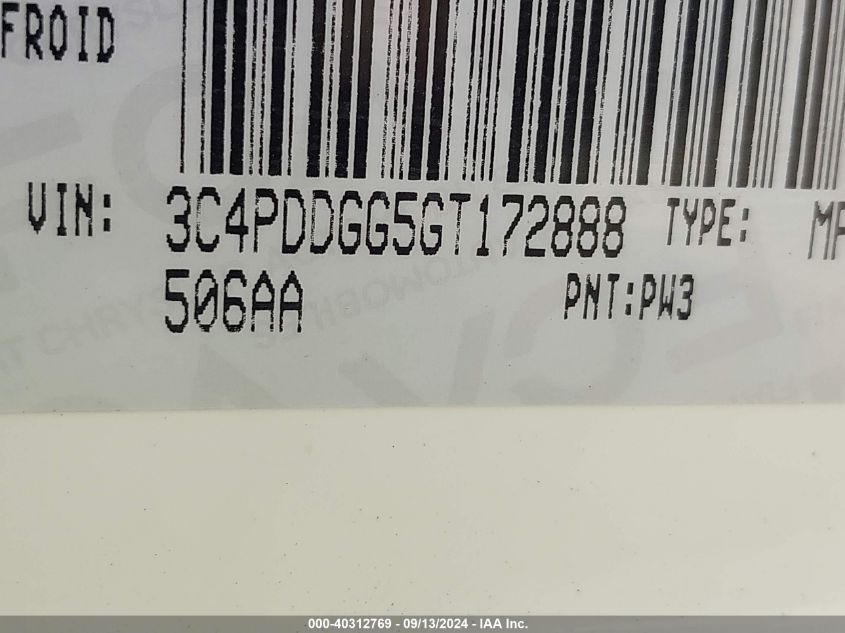 FROID
VIN: 3C4PDDGG5GT172888 TYPE: MP
506AA PNT:PW3
000-40312769 - 09/13/2024 - IAA Inc.